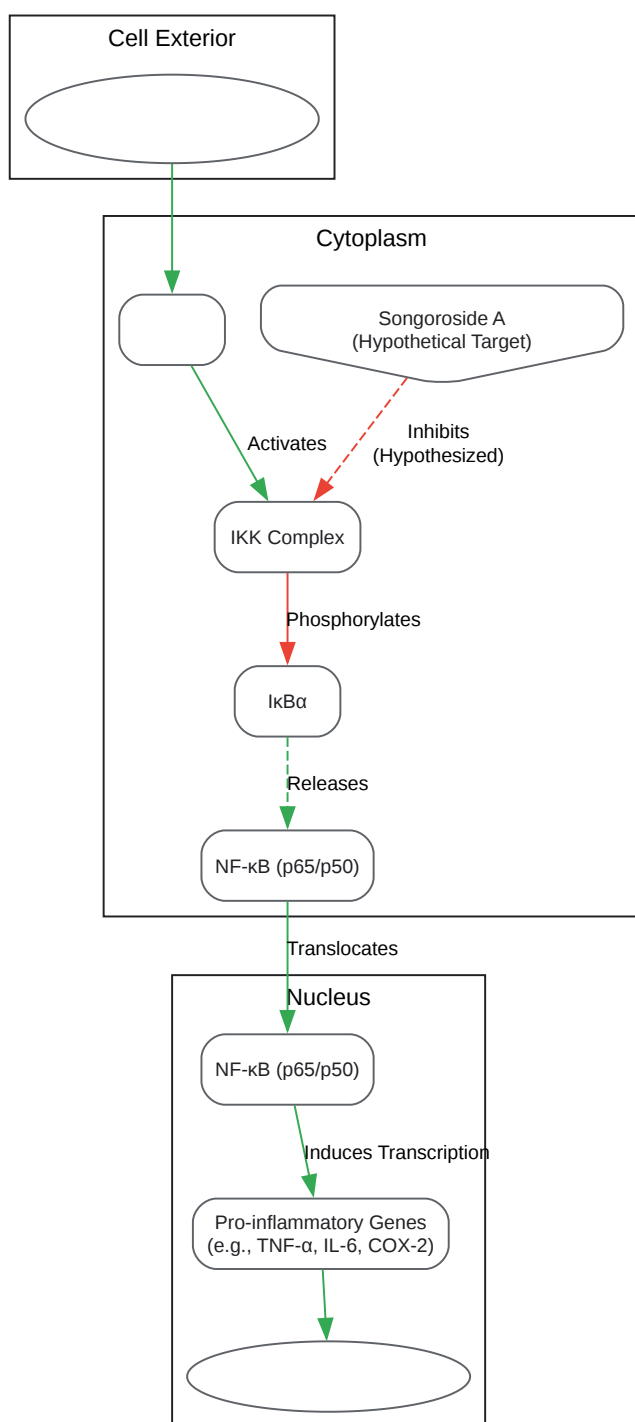 Cell Exterior
Cytoplasm
Songoroside A
(Hypothetical Target)
Activates
Inhibits
(Hypothesized)
IKK Complex
Phosphorylates
IκBα
Releases
NF-κB (p65/p50)
Translocates
Nucleus
NF-κB (p65/p50)
Induces Transcription
Pro-inflammatory Genes
(e.g., TNF-α, IL-6, COX-2)